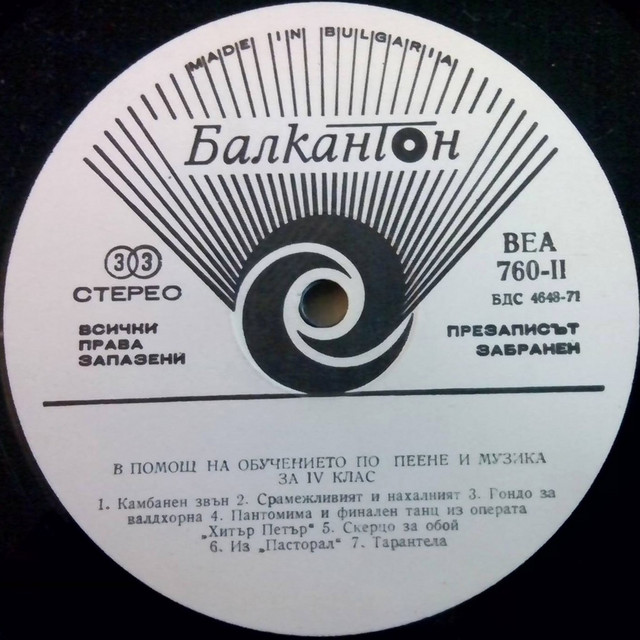 MADE IN BULGARIA
Балкантон
33
СТЕРЕО
ВСИЧКИ
ПРАВА
ЗАПАЗЕНИ
ВЕА
760-II
БДС 4648-71
ПРЕЗАПИСЪТ
ЗАБРАНЕН
В ПОМОЩ НА ОБУЧЕНИЕТО ПО ПЕЕНЕ И МУЗИКА
ЗА IV КЛАС
1. Камбанен звън 2. Срамежливият и нахалният 3. Гондо за
валдхорна 4. Пантомима и финален танц из операта
„Хитър Петър" 5. Скерцо за обой
6. Из „Пасторал" 7. Тарантела